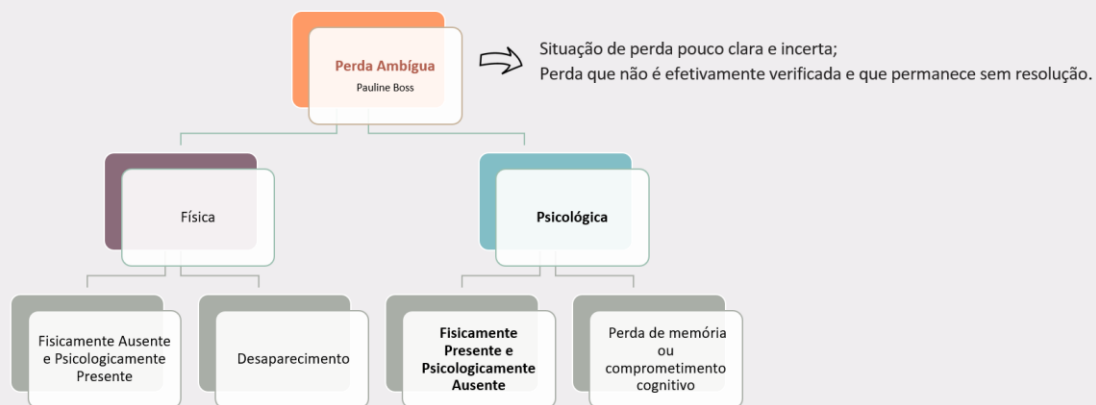 Perda Ambígua
Pauline Boss
Situação de perda pouco clara e incerta;
Perda que não é efetivamente verificada e que permanece sem resolução.
Física
Psicológica
Fisicamente Ausente
e Psicologicamente
Presente
Desaparecimento
Fisicamente
Presente e
Psicologicamente
Ausente
Perda de memória
ou
comprometimento
cognitivo